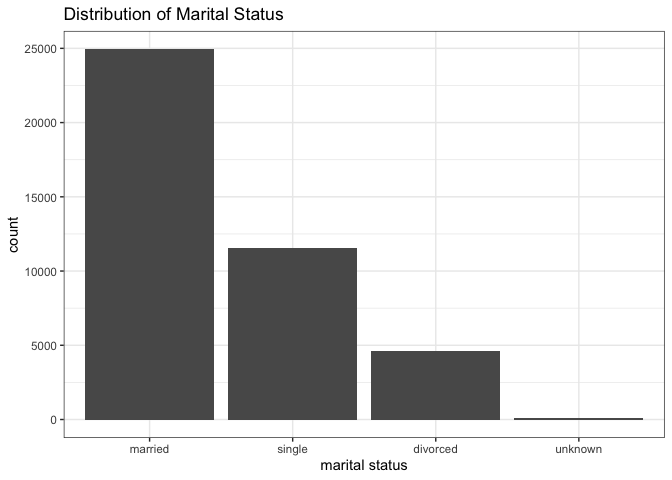 Distribution of Marital Status
25000
20000
15000
10000
5000
0
count
married single divorced unknown
marital status